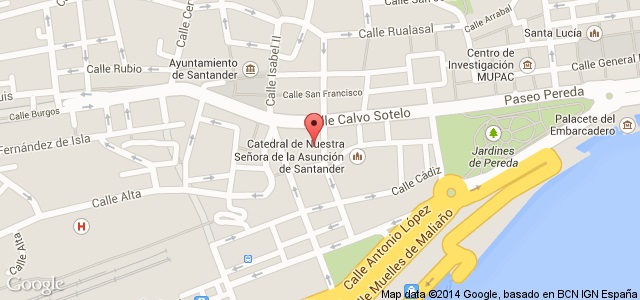 Calle Arrabal
Calle Rualasal
Santa Lucía
Calle Isabel II
Calle Cer
Centro de
Investigación
MUPAC
Calle General
Ayuntamiento
de Santander
Calle Rubio
Calle San Francisco
Paseo Pereda
uis
Calle Burgos
lle Calvo Sotelo
Palacete del
Embarcadero
Fernández de Isla
Catedral de Nuestra
Señora de la Asunción
de Santander
Jardines
de Pereda
Calle Cádiz
Calle Alta
H
Calle Antonio López
Calle Alta
lle Muelles de Maliaño
Google
Map data ©2014 Google, basado en BCN IGN España